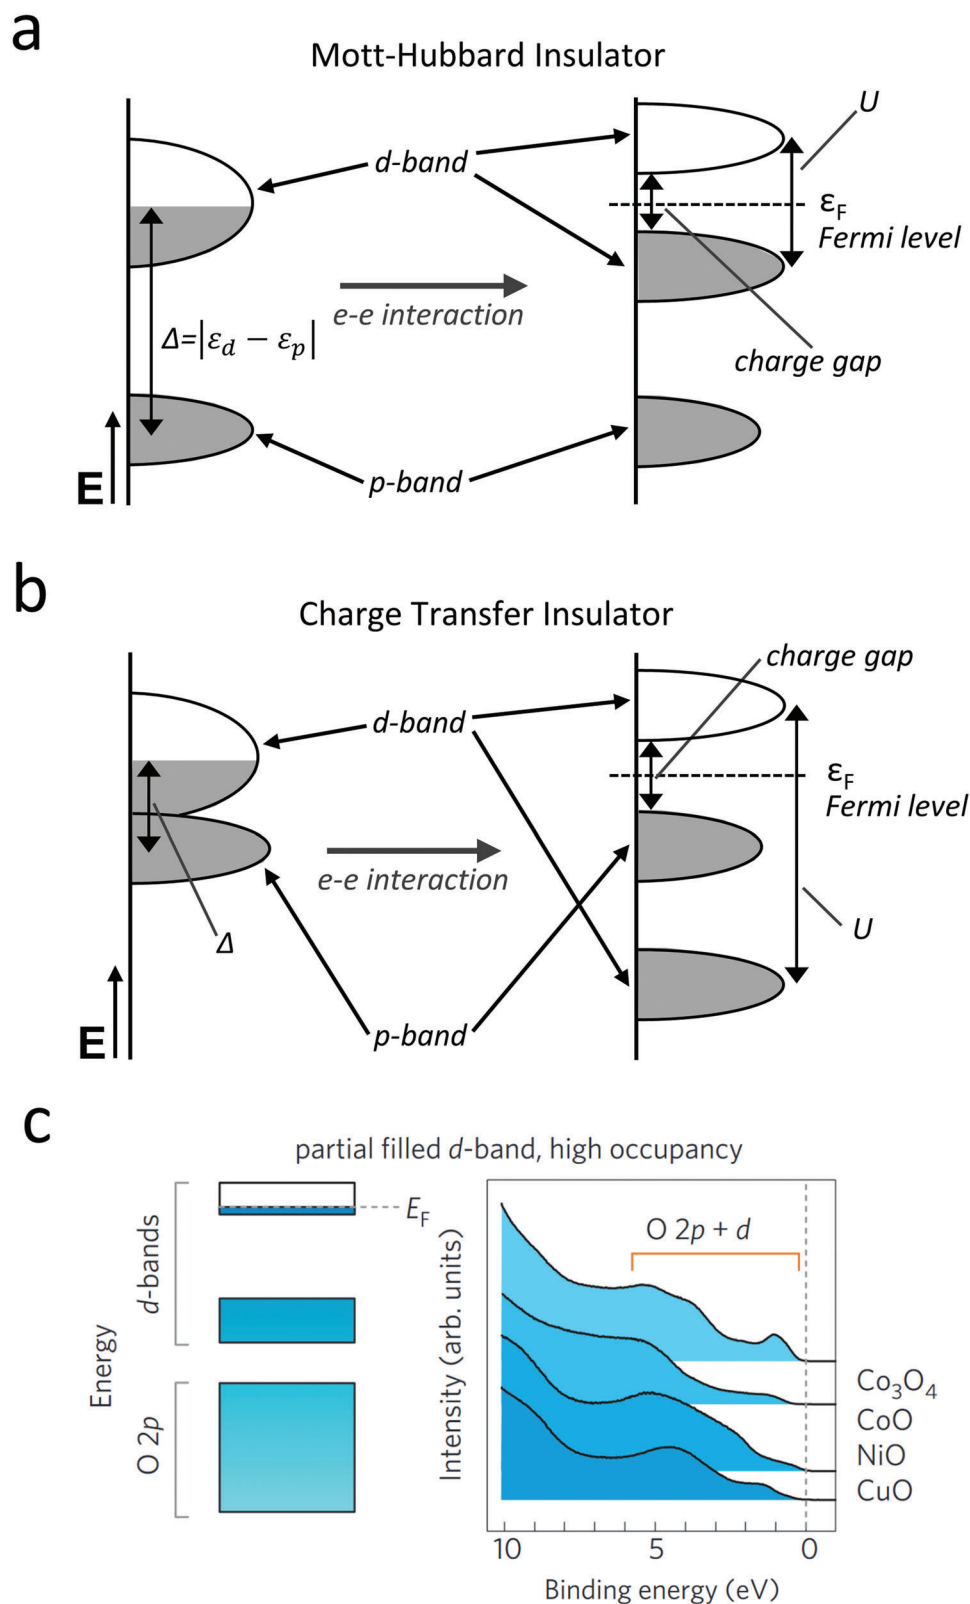 a
Mott-Hubbard Insulator
U
d-band
εF
Fermi level
e-e interaction
Δ=|εd − εp|
charge gap
p-band
E
b
Charge Transfer Insulator
charge gap
d-band
εF
Fermi level
e-e interaction
Δ
U
p-band
E
c
partial filled d-band, high occupancy
EF
d-bands
O 2p
Energy
O 2p + d
Intensity (arb. units)
Co₃O₄
CoO
NiO
CuO
10 5 0
Binding energy (eV)